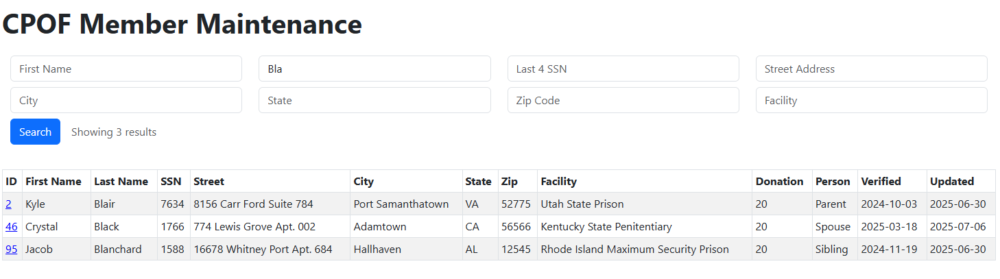 CPOF Member Maintenance
First Name Bla Last 4 SSN Street Address
City State Zip Code Facility
Search Showing 3 results
ID First Name Last Name SSN Street City State Zip Facility Donation Person Verified Updated
2 Kyle Blair 7634 8156 Carr Ford Suite 784 Port Samanthatown VA 52775 Utah State Prison 20 Parent 2024-10-03 2025-06-30
46 Crystal Black 1766 774 Lewis Grove Apt. 002 Adamtown CA 56566 Kentucky State Penitentiary 20 Spouse 2025-03-18 2025-07-06
95 Jacob Blanchard 1588 16678 Whitney Port Apt. 684 Hallhaven AL 12545 Rhode Island Maximum Security Prison 20 Sibling 2024-11-19 2025-06-30